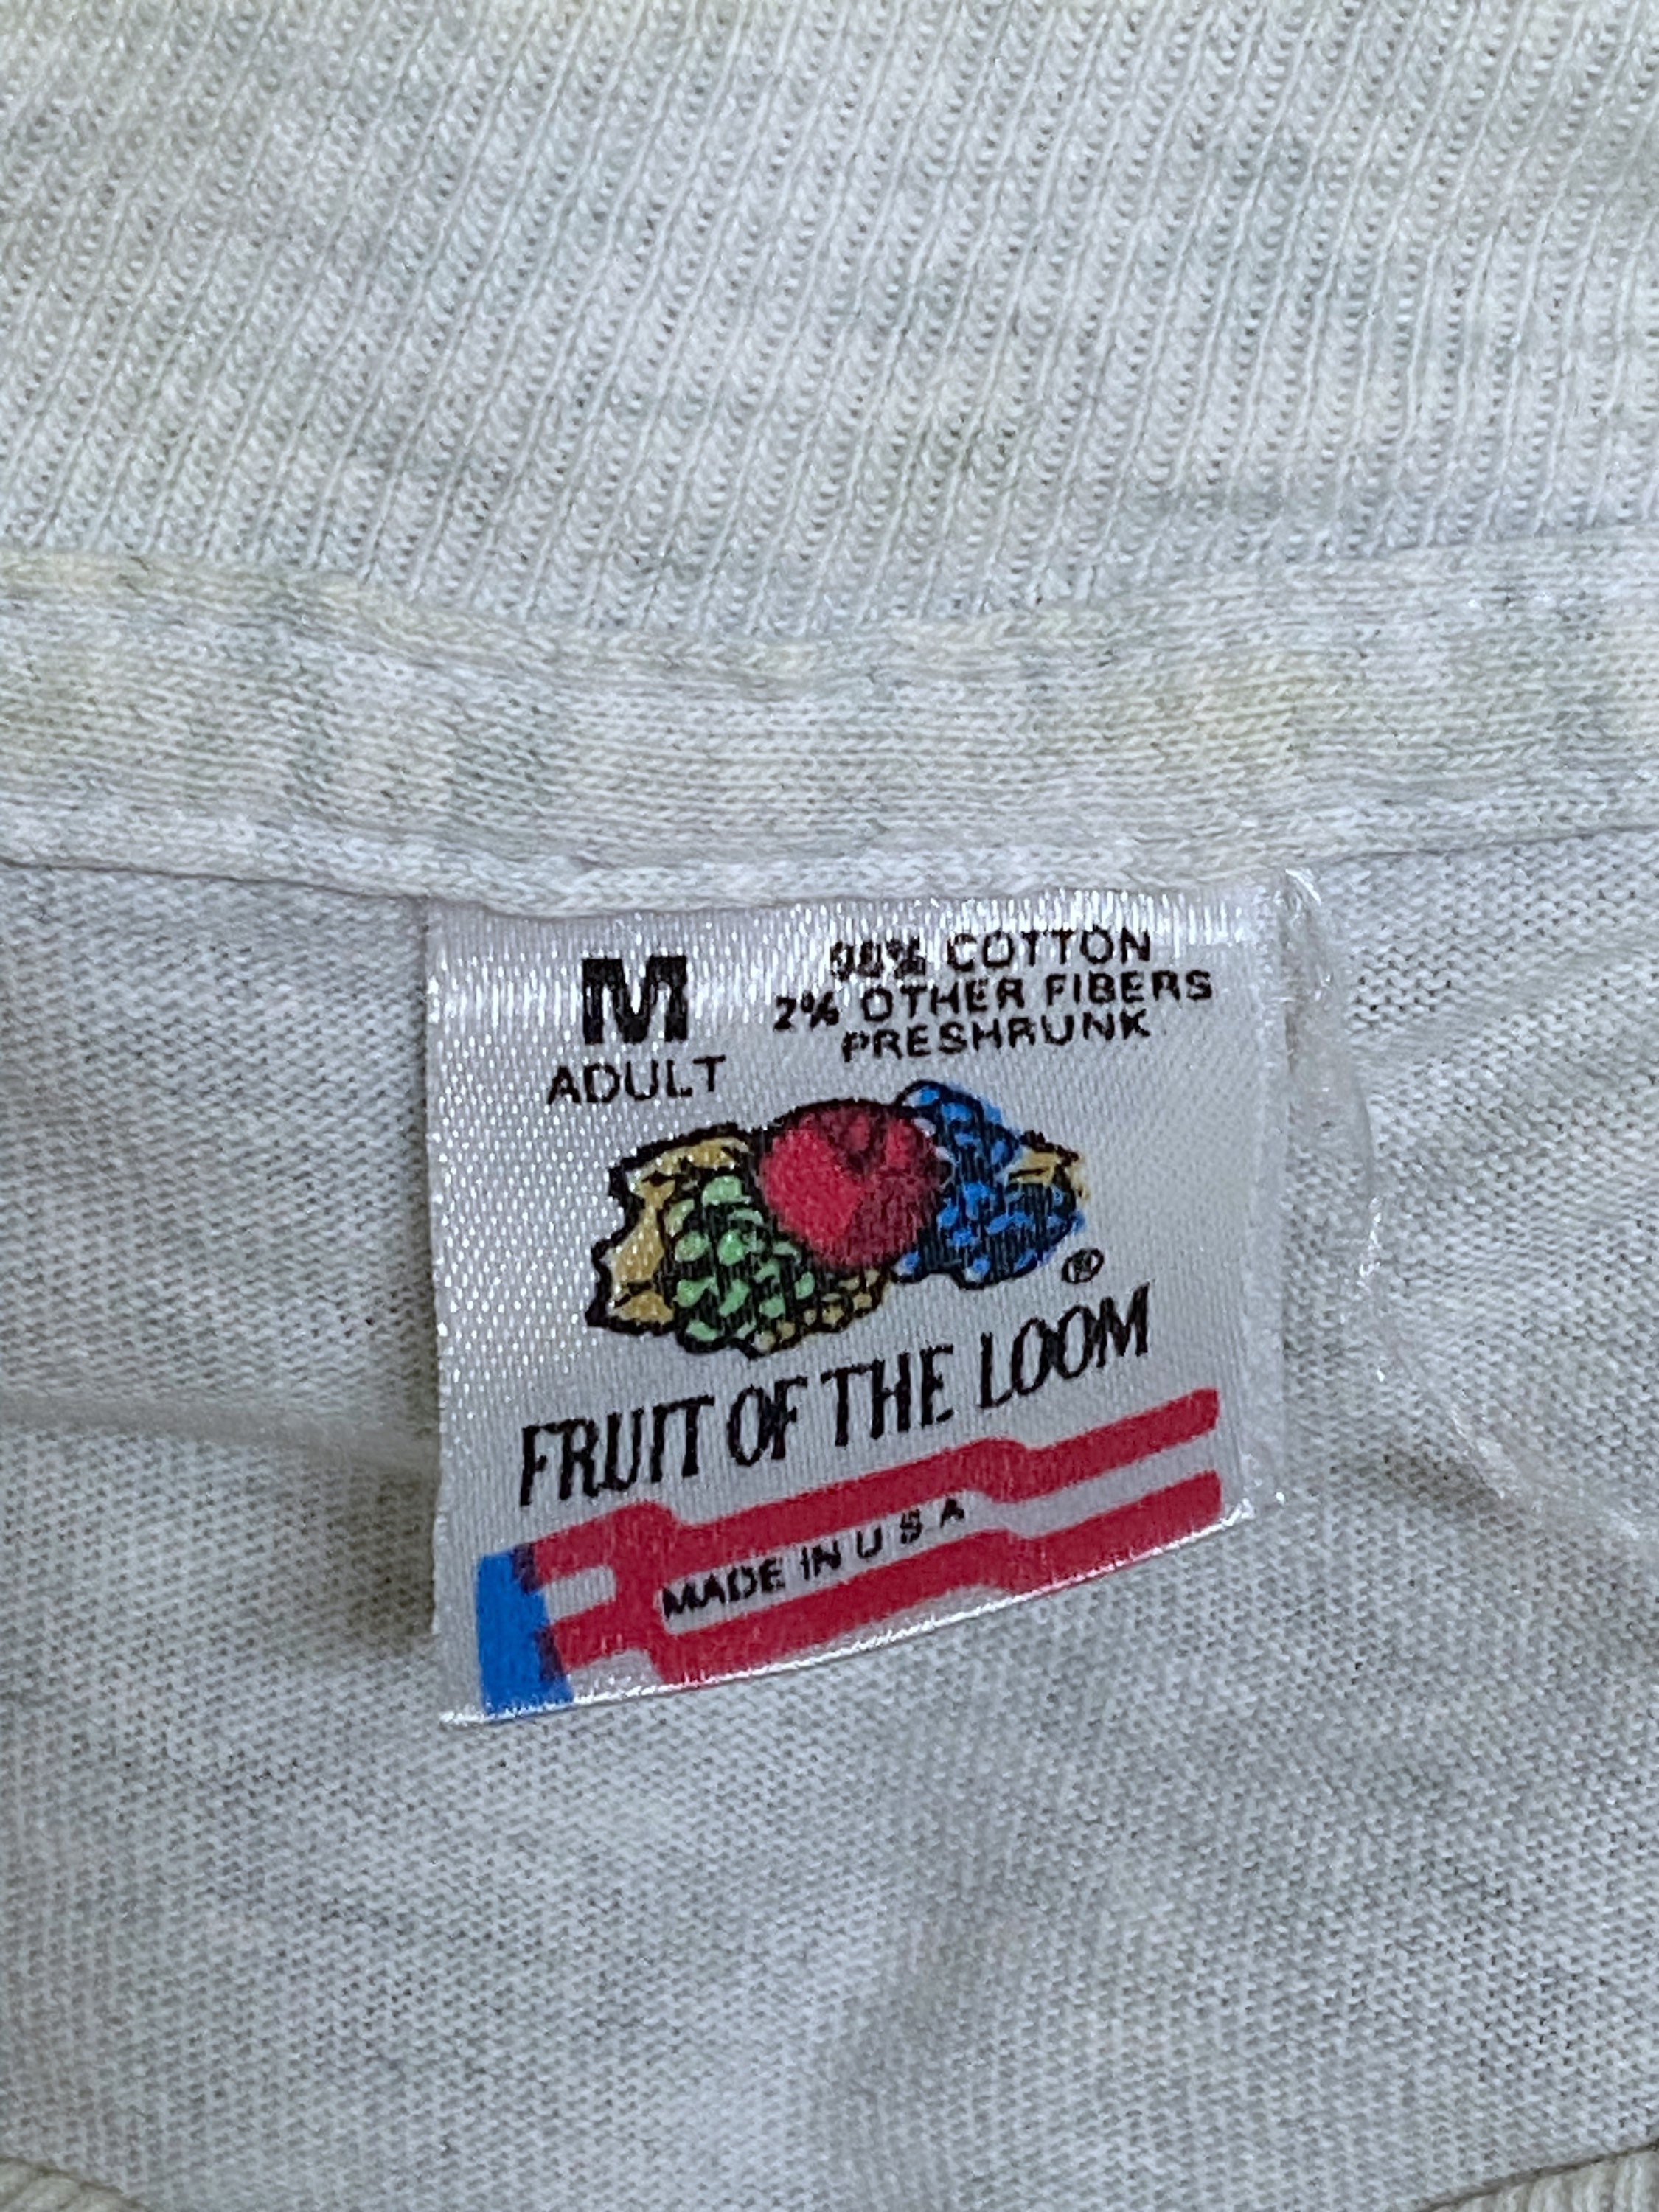 M
ADULT
98% COTTON
2% OTHER FIBERS
PRESHRUNK
®
FRUIT OF THE LOOM
MADE IN U S A